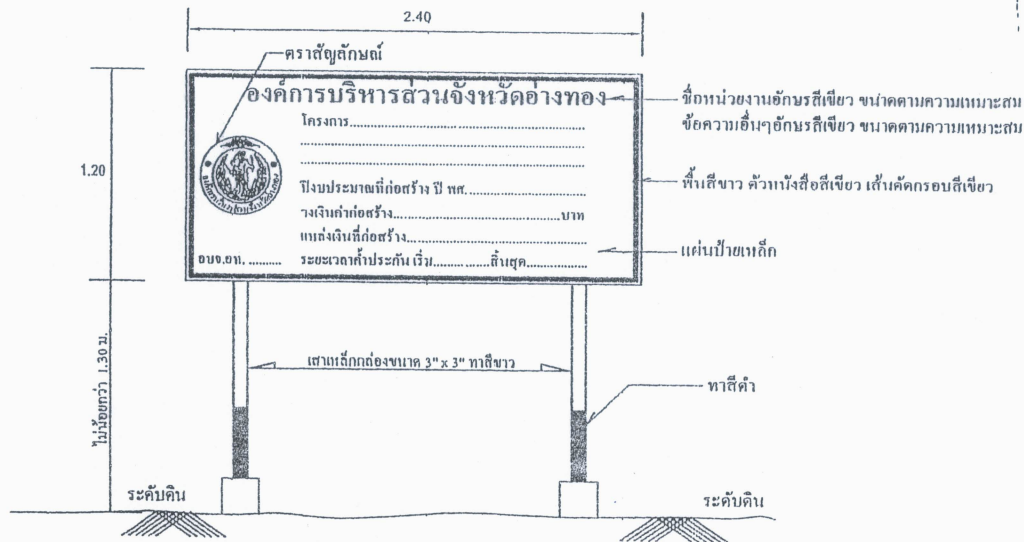 2.40
ตราสัญลักษณ์
องค์การบริหารส่วนจังหวัดอ่างทอง
ชื่อหน่วยงานอักษรสีเขียว ขนาดตามความเหมาะสม
ข้อความอื่นๆอักษรสีเขียว ขนาดตามความเหมาะสม
โครงการ
1.20
ปีงบประมาณที่ก่อสร้าง ปี พศ.
พื้นสีขาว ตัวหนังสือสีเขียว เส้นตัดกรอบสีเขียว
วงเงินค่าก่อสร้าง บาท
แหล่งเงินที่ก่อสร้าง
แผ่นป้ายเหล็ก
อบจ.อท. ......... ระยะเวลาค้ำประกัน เริ่ม..............สิ้นสุด...............
เสาเหล็กกล่องขนาด 3" x 3" ทาสีขาว
ทาสีดำ
ไม่น้อยกว่า 1.30 ม.
ระดับดิน
ระดับดิน